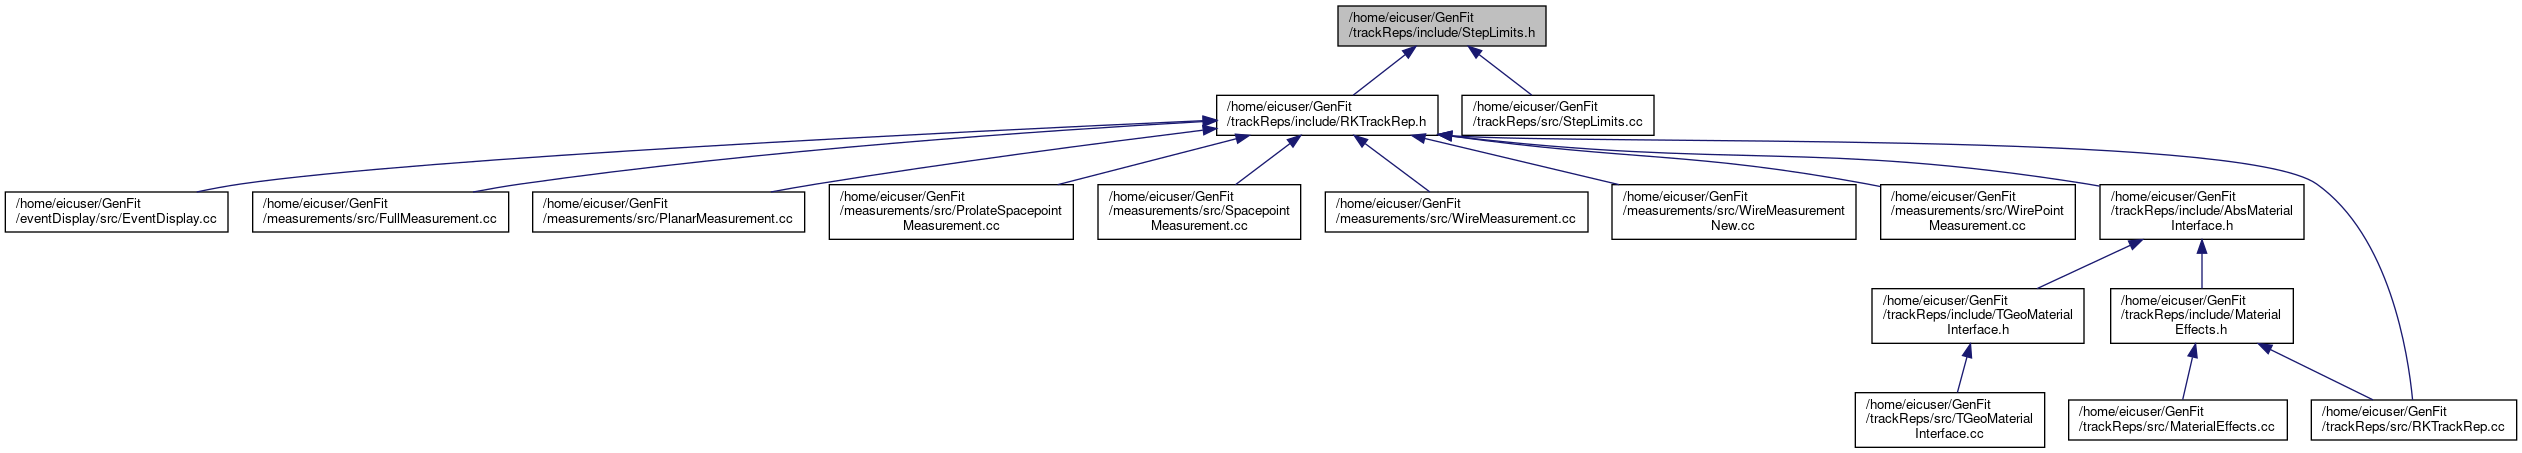 /home/eicuser/GenFit
/trackReps/include/StepLimits.h
/home/eicuser/GenFit
/trackReps/include/RKTrackRep.h
/home/eicuser/GenFit
/trackReps/src/StepLimits.cc
/home/eicuser/GenFit
/eventDisplay/src/EventDisplay.cc
/home/eicuser/GenFit
/measurements/src/FullMeasurement.cc
/home/eicuser/GenFit
/measurements/src/PlanarMeasurement.cc
/home/eicuser/GenFit
/measurements/src/ProlateSpacepoint
Measurement.cc
/home/eicuser/GenFit
/measurements/src/Spacepoint
Measurement.cc
/home/eicuser/GenFit
/measurements/src/WireMeasurement.cc
/home/eicuser/GenFit
/measurements/src/WireMeasurement
New.cc
/home/eicuser/GenFit
/measurements/src/WirePoint
Measurement.cc
/home/eicuser/GenFit
/trackReps/include/AbsMaterial
Interface.h
/home/eicuser/GenFit
/trackReps/include/TGeoMaterial
Interface.h
/home/eicuser/GenFit
/trackReps/include/Material
Effects.h
/home/eicuser/GenFit
/trackReps/src/TGeoMaterial
Interface.cc
/home/eicuser/GenFit
/trackReps/src/MaterialEffects.cc
/home/eicuser/GenFit
/trackReps/src/RKTrackRep.cc